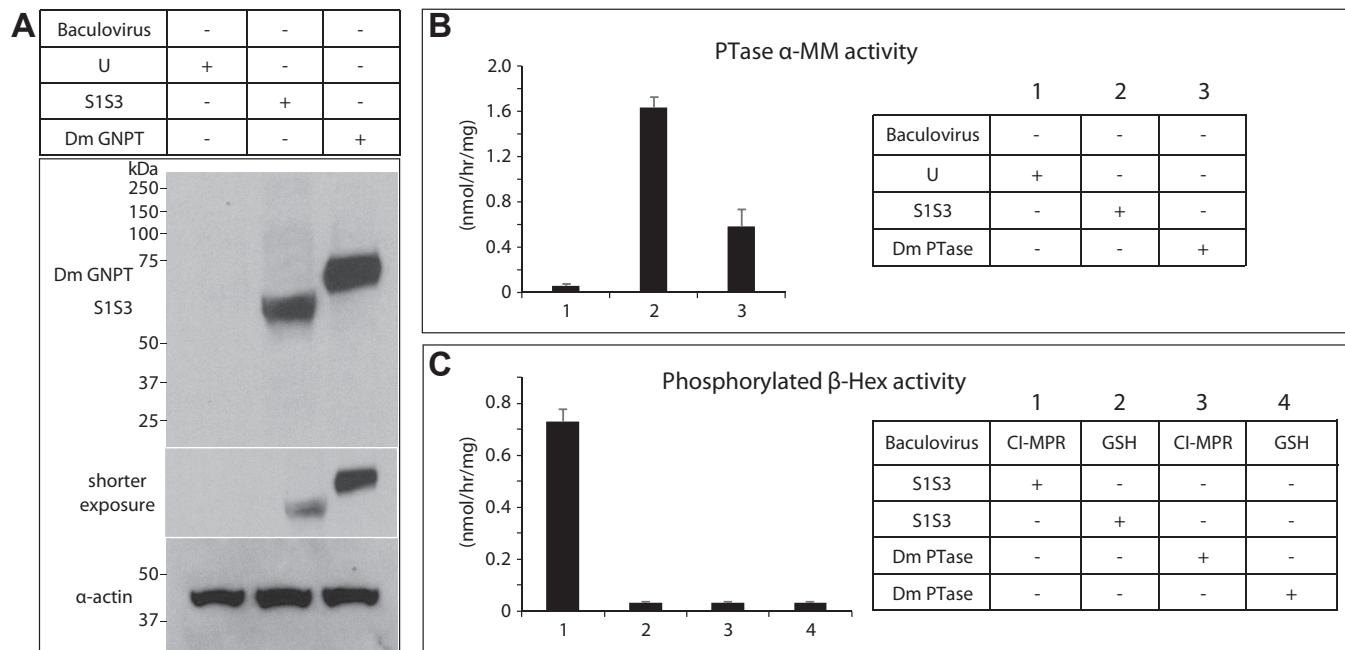 A
Baculovirus - - -
U + - -
S1S3 - + -
Dm GNPT - - +
kDa
250
150
100
75
Dm GNPT
S1S3
50
37
25
shorter
exposure
50
α-actin
37
B
PTase α-MM activity
(nmol/hr/mg)
2.0
1.6
1.2
0.8
0.4
0
1 2 3
1 2 3
Baculovirus - - -
U + - -
S1S3 - + -
Dm PTase - - +
C
Phosphorylated β-Hex activity
(nmol/hr/mg)
0.8
0.6
0.4
0.2
0
1 2 3 4
1 2 3 4
Baculovirus CI-MPR GSH CI-MPR GSH
S1S3 + - - -
S1S3 - + - -
Dm PTase - - + -
Dm PTase - - - +